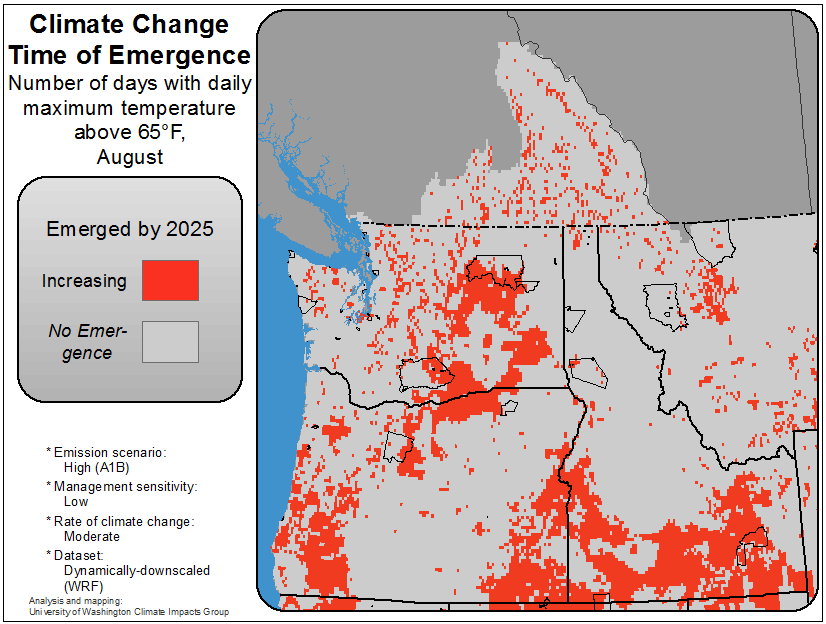 Climate Change
Time of Emergence
Number of days with daily
maximum temperature
above 65°F,
August
Emerged by 2025
Increasing
No Emer-
gence
* Emission scenario:
High (A1B)
* Management sensitivity:
Low
* Rate of climate change:
Moderate
* Dataset:
Dynamically-downscaled
(WRF)
Analysis and mapping:
University of Washington Climate Impacts Group